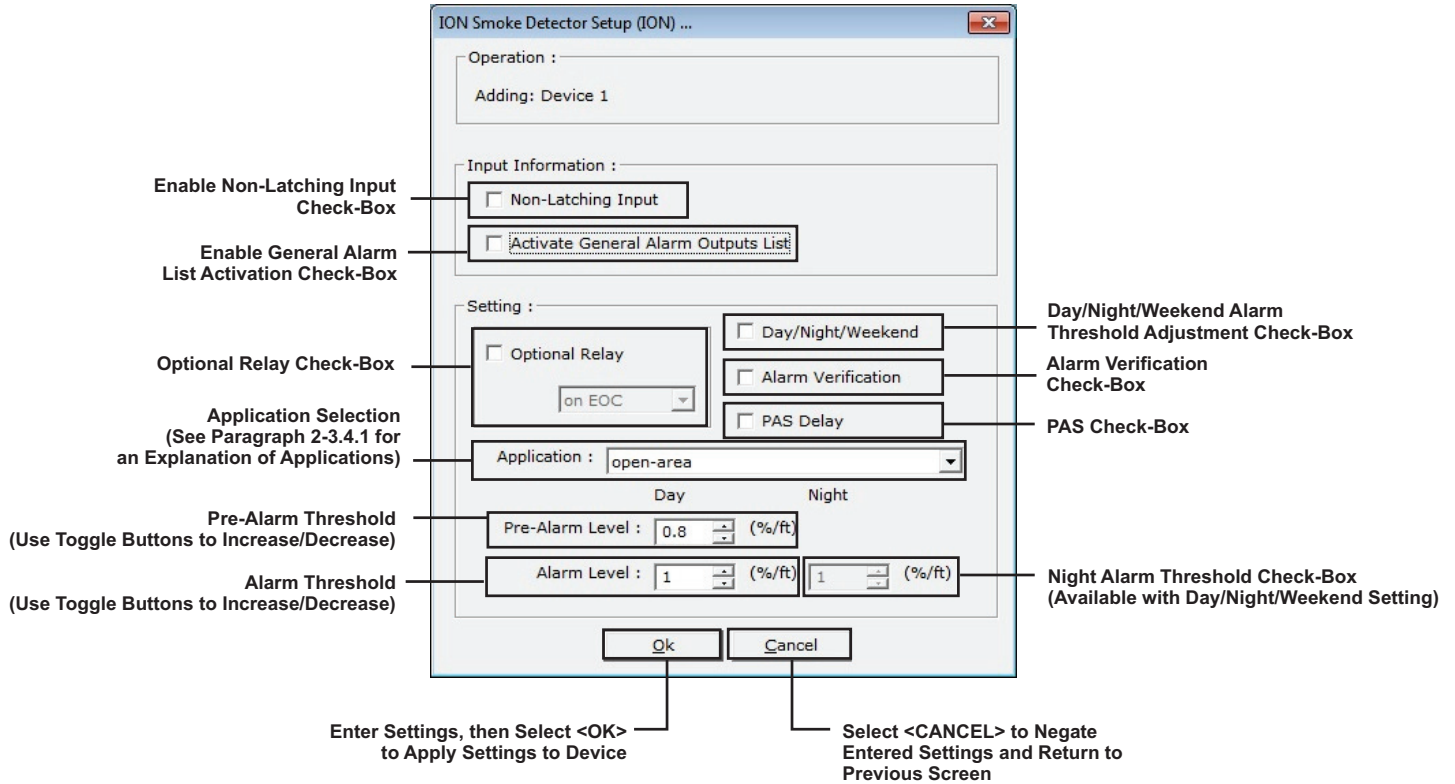 ION Smoke Detector Setup (ION) ...
Operation :
Adding: Device 1
Input Information :
Enable Non-Latching Input
Check-Box
Non-Latching Input
Enable General Alarm
List Activation Check-Box
Activate General Alarm Outputs List
Setting :
Optional Relay Check-Box
Optional Relay
on EOC
Day/Night/Weekend
Day/Night/Weekend Alarm
Threshold Adjustment Check-Box
Alarm Verification
Alarm Verification
Check-Box
PAS Delay
PAS Check-Box
Application Selection
(See Paragraph 2-3.4.1 for
an Explanation of Applications)
Application : open-area
Day Night
Pre-Alarm Threshold
(Use Toggle Buttons to Increase/Decrease)
Pre-Alarm Level : 0.8 (%/ft)
Alarm Threshold
(Use Toggle Buttons to Increase/Decrease)
Alarm Level : 1 (%/ft) 1 (%/ft)
Night Alarm Threshold Check-Box
(Available with Day/Night/Weekend Setting)
Ok Cancel
Enter Settings, then Select <OK>
to Apply Settings to Device
Select <CANCEL> to Negate
Entered Settings and Return to
Previous Screen